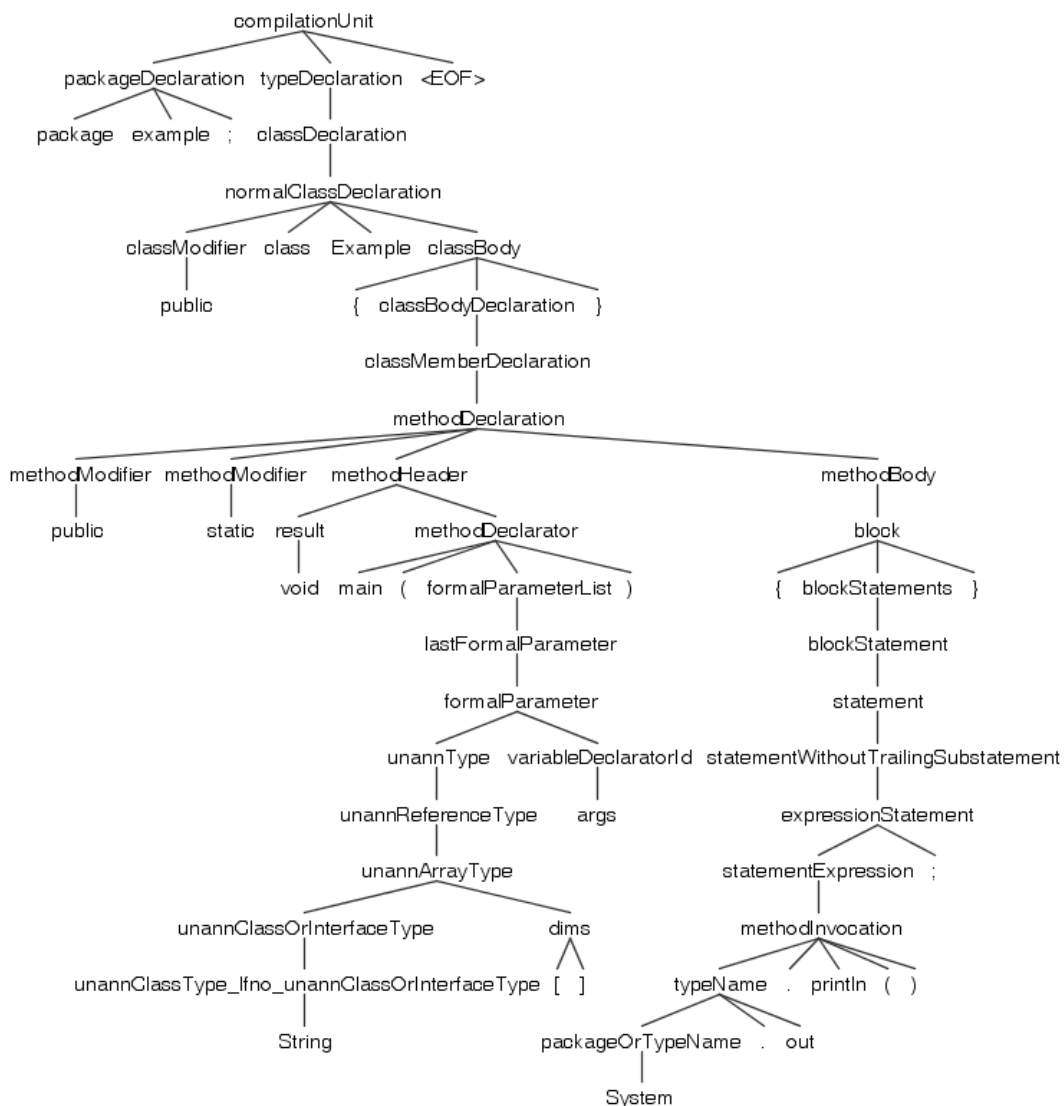 compilationUnit
packageDeclaration typeDeclaration <EOF>
package example ; classDeclaration
normalClassDeclaration
classModifier class Example classBody
public { classBodyDeclaration }
classMemberDeclaration
methodDeclaration
methodModifier methodModifier methodHeader methodBody
public static result methodDeclarator block
void main ( formalParameterList ) { blockStatements }
lastFormalParameter blockStatement
formalParameter statement
unannType variableDeclaratorId statementWithoutTrailingSubstatement
unannReferenceType args expressionStatement
unannArrayType statementExpression ;
unannClassOrInterfaceType dims methodInvocation
unannClassType_lfno_unannClassOrInterfaceType [ ] typeName . println ( )
String packageOrTypeName . out
System